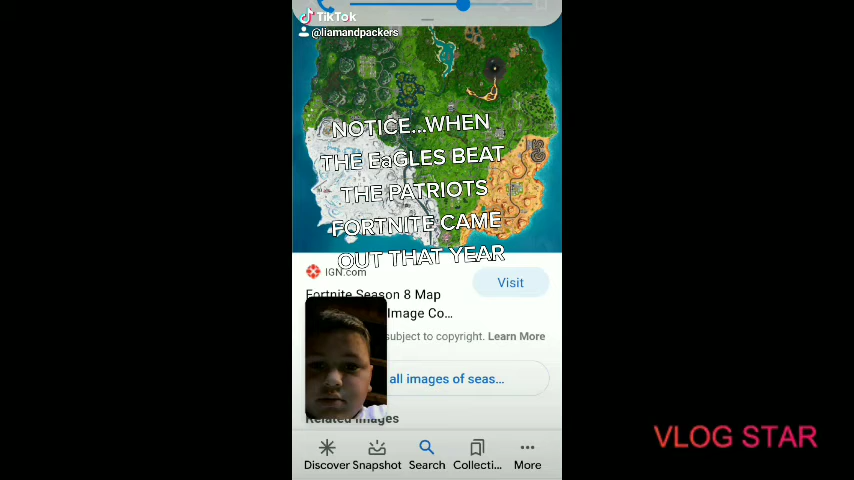 TikTok
@liamandpackers
NOTICE...WHEN
THE EaGLES BEAT
THE PATRIOTS
FORTNITE CAME
OUT THAT YEAR
IGN.com
Visit
Fortnite Season 8 Map
Image Co...
subject to copyright. Learn More
all images of seas...
Related images
Discover Snapshot Search Collecti... More
VLOG STAR